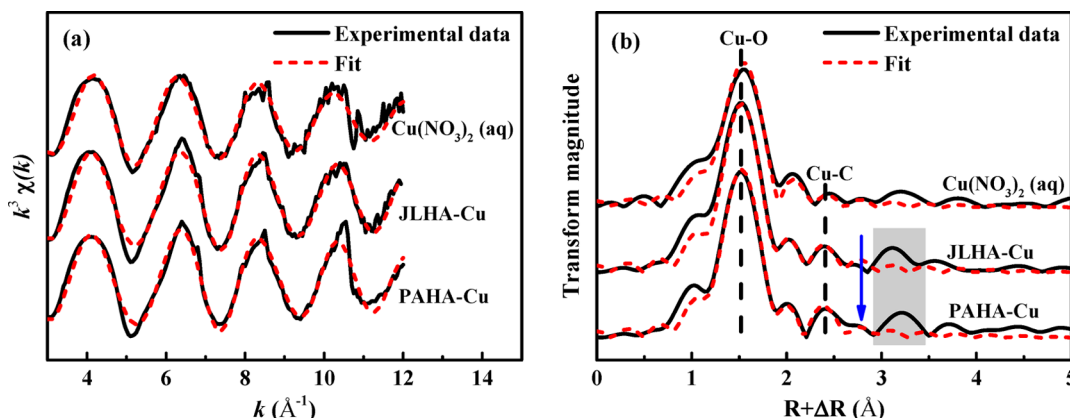 (a)
Experimental data
Fit
Cu(NO₃)₂ (aq)
JLHA-Cu
PAHA-Cu
k³ χ(k)
4 6 8 10 12 14
k (Å⁻¹)
(b)
Cu-O
Experimental data
Fit
Cu-C
Cu(NO₃)₂ (aq)
JLHA-Cu
PAHA-Cu
Transform magnitude
0 1 2 3 4 5
R+ΔR (Å)